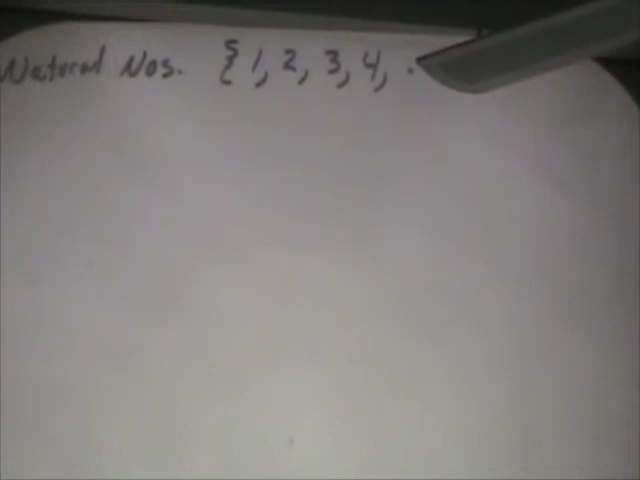 Natural Nos. {1, 2, 3, 4, .